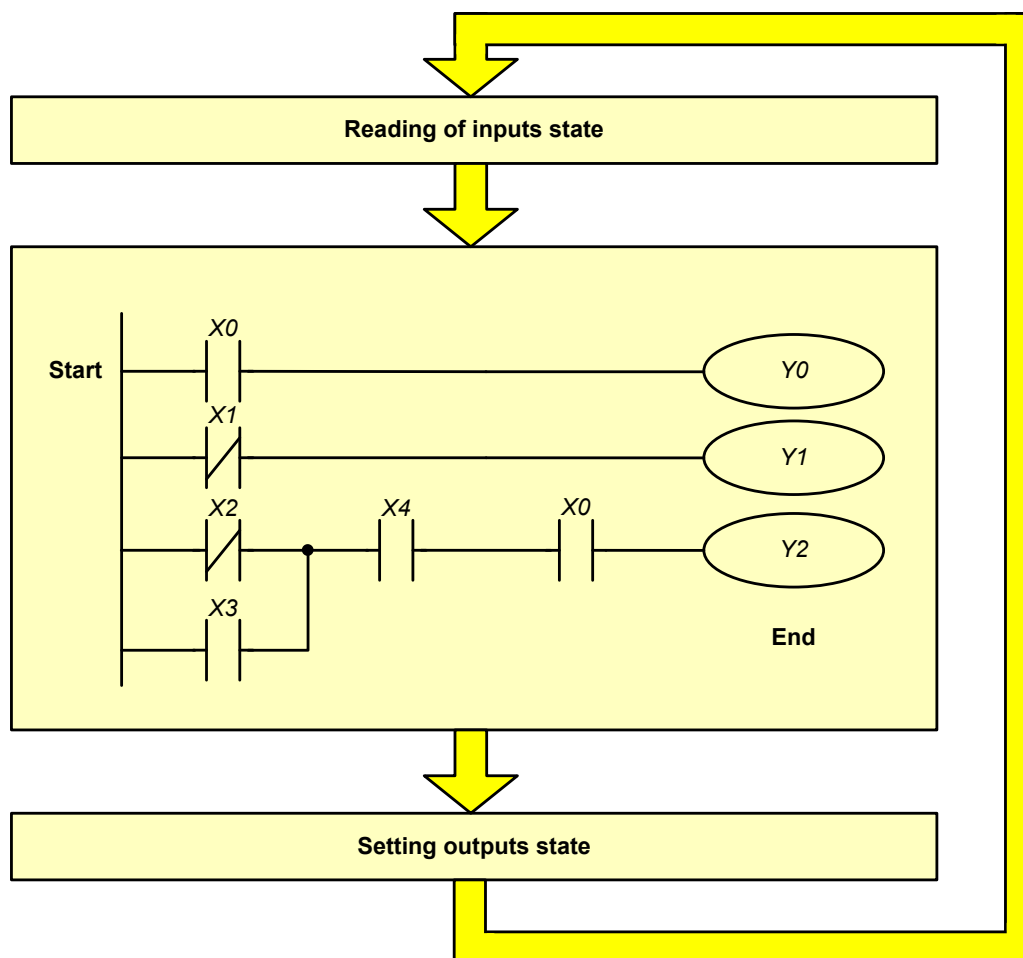 Reading of inputs state
X0
Start
Y0
X1
Y1
X2
X4
X0
Y2
X3
End
Setting outputs state